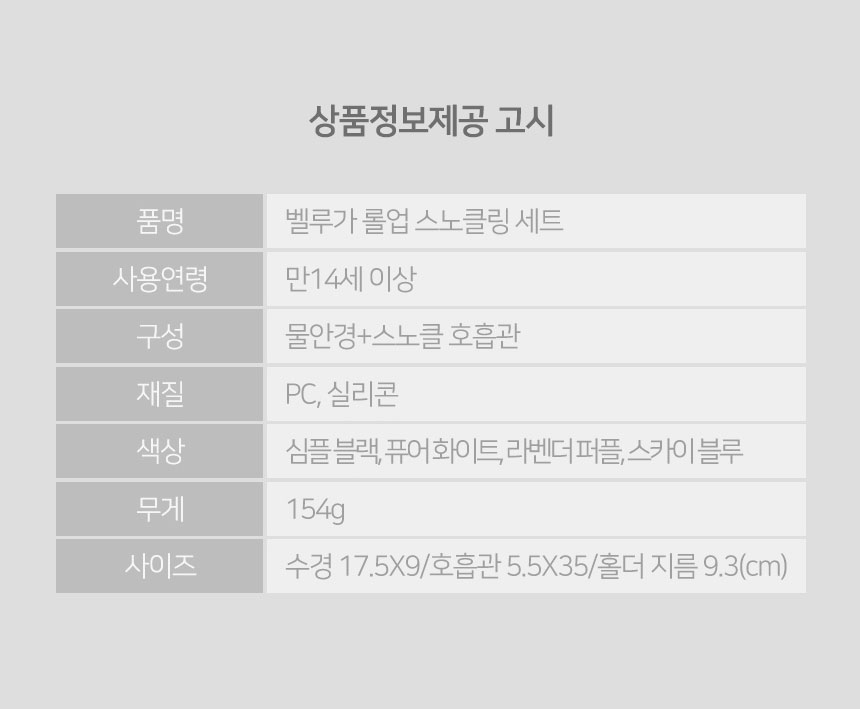 상품정보제공 고시
품명 벨루가 롤업 스노클링 세트
사용연령 만14세 이상
구성 물안경+스노클 호흡관
재질 PC, 실리콘
색상 심플 블랙, 퓨어 화이트, 라벤더 퍼플, 스카이 블루
무게 154g
사이즈 수경 17.5X9/호흡관 5.5X35/홀더 지름 9.3(cm)